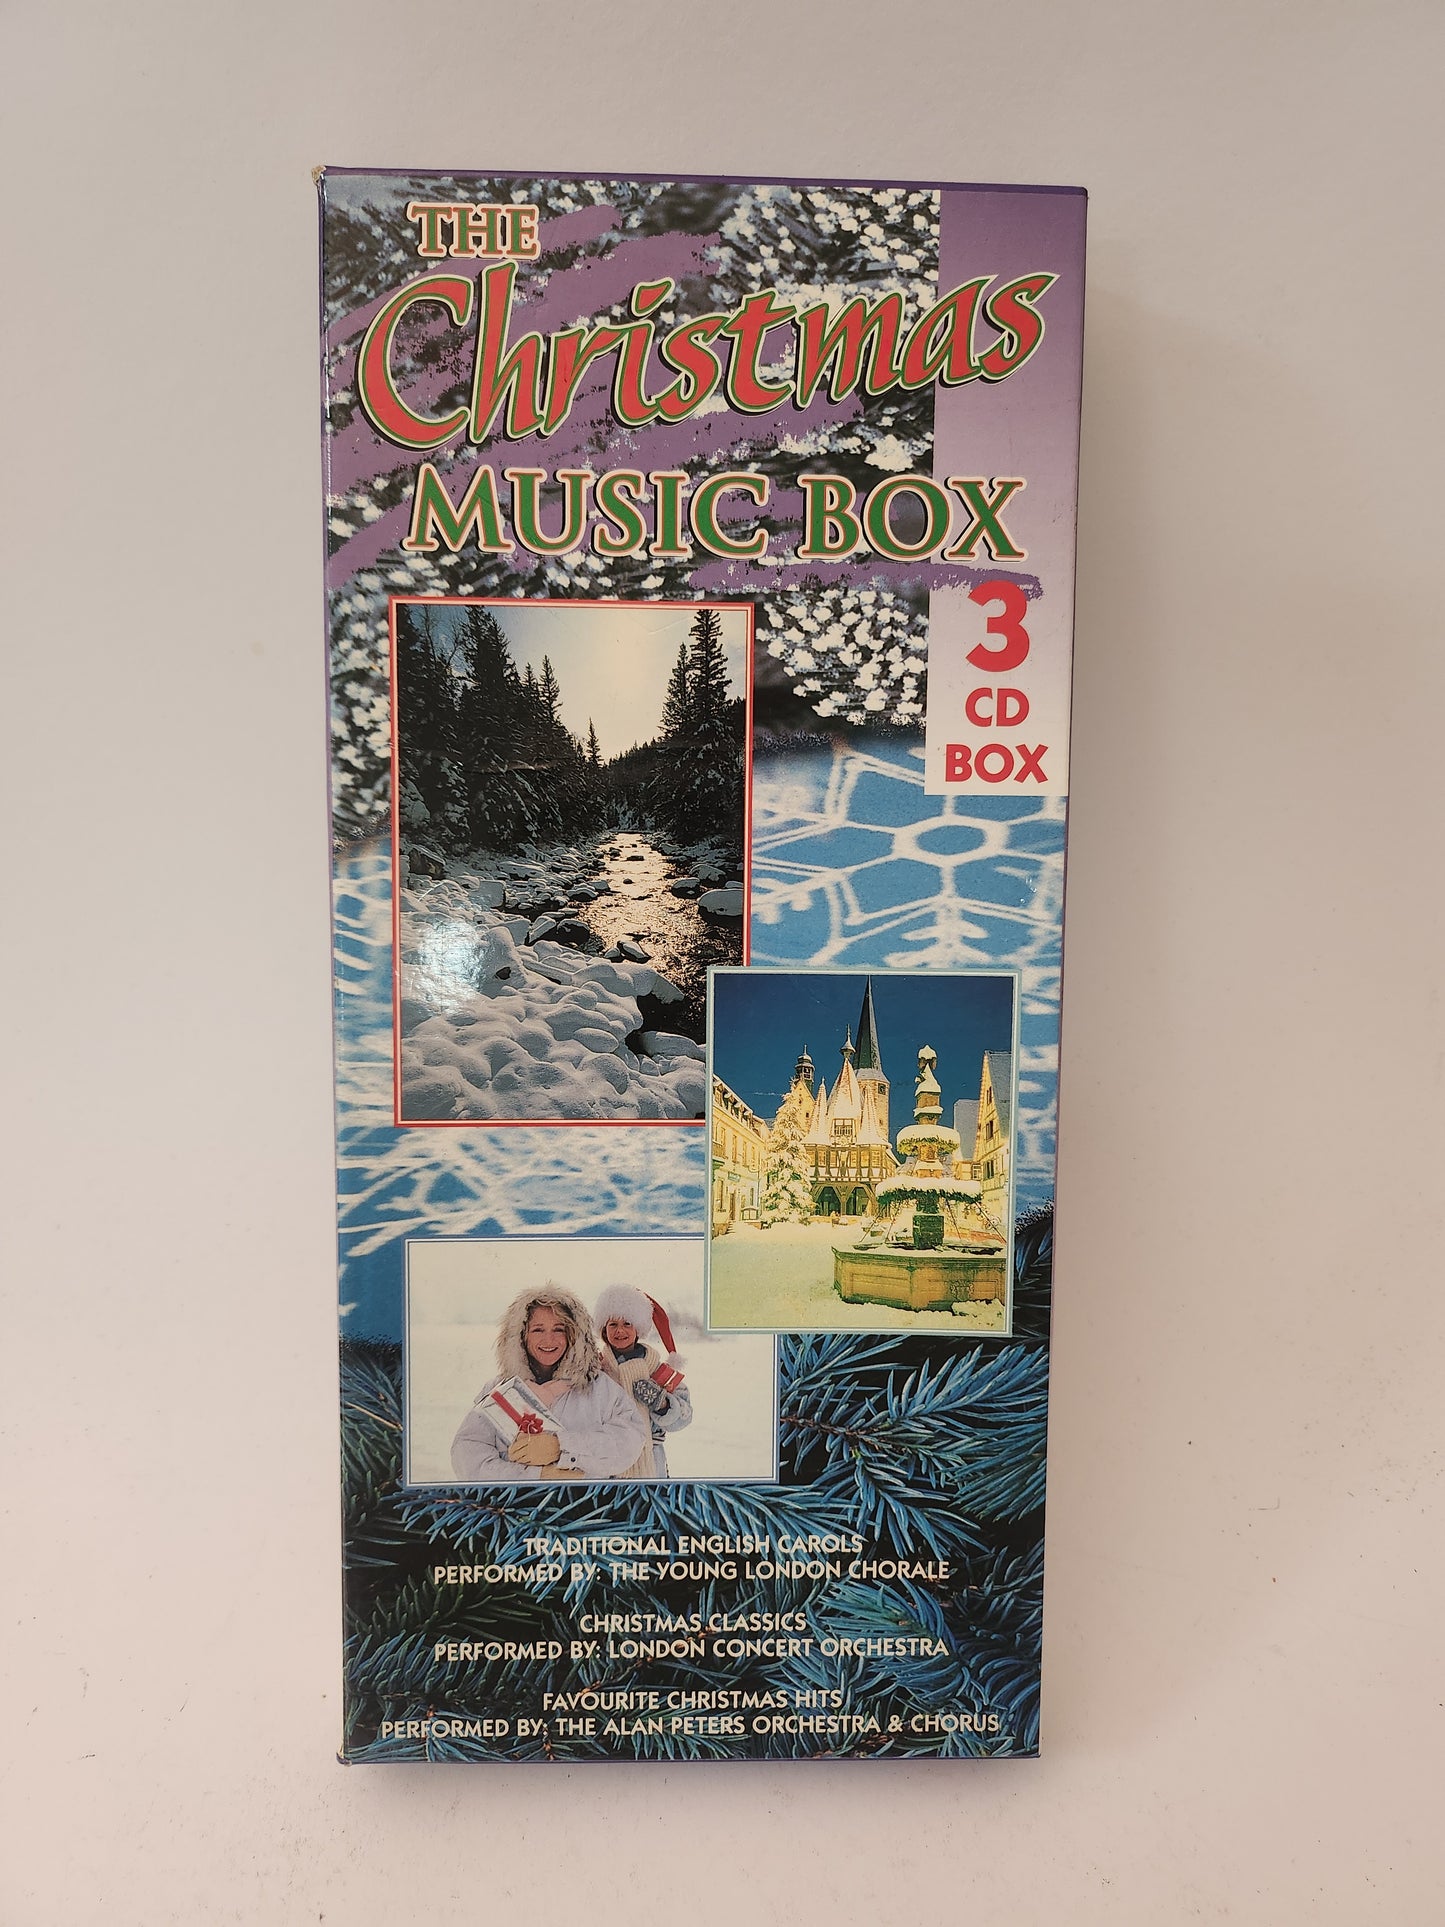 THE
Christmas
MUSIC BOX
3
CD
BOX
TRADITIONAL ENGLISH CAROLS
PERFORMED BY: THE YOUNG LONDON CHORALE
CHRISTMAS CLASSICS
PERFORMED BY: LONDON CONCERT ORCHESTRA
FAVOURITE CHRISTMAS HITS
PERFORMED BY: THE ALAN PETERS ORCHESTRA & CHORUS